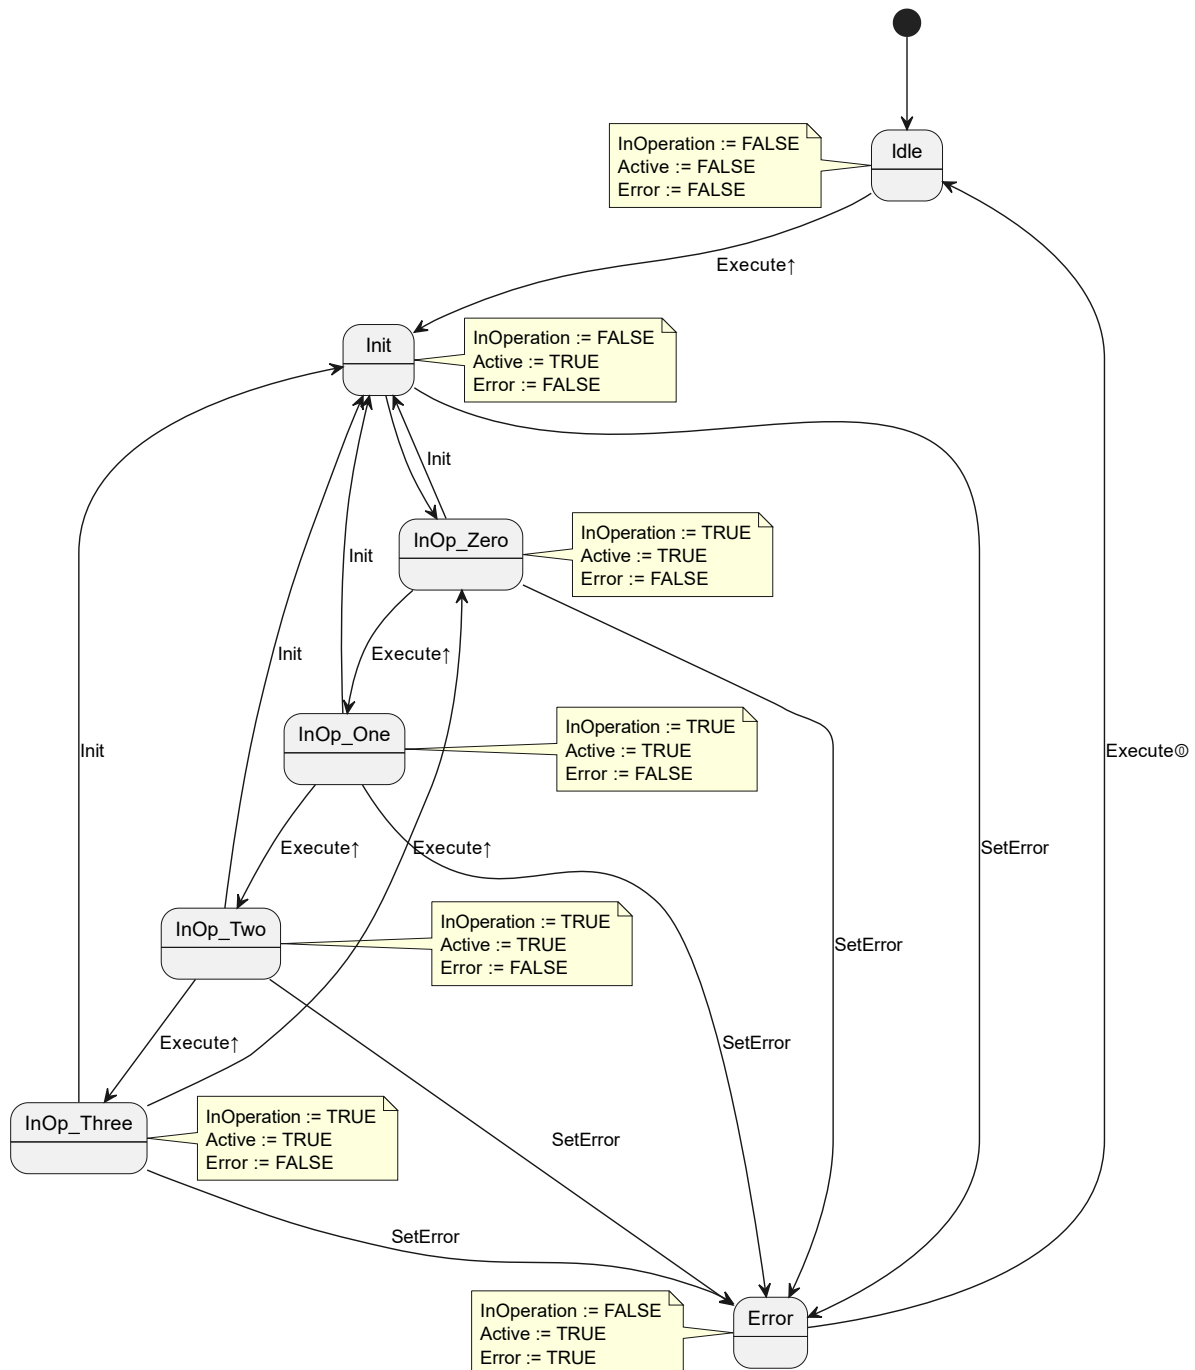 InOperation := FALSE
Active := FALSE
Error := FALSE
Idle
Execute↑
Init
InOperation := FALSE
Active := TRUE
Error := FALSE
Init
InOp_Zero
InOperation := TRUE
Active := TRUE
Error := FALSE
Init
Init
Execute↑
InOp_One
InOperation := TRUE
Active := TRUE
Error := FALSE
Init
Execute⓪
Execute↑
Execute↑
SetError
InOp_Two
InOperation := TRUE
Active := TRUE
Error := FALSE
SetError
Execute↑
SetError
InOp_Three
InOperation := TRUE
Active := TRUE
Error := FALSE
SetError
SetError
InOperation := FALSE
Active := TRUE
Error := TRUE
Error